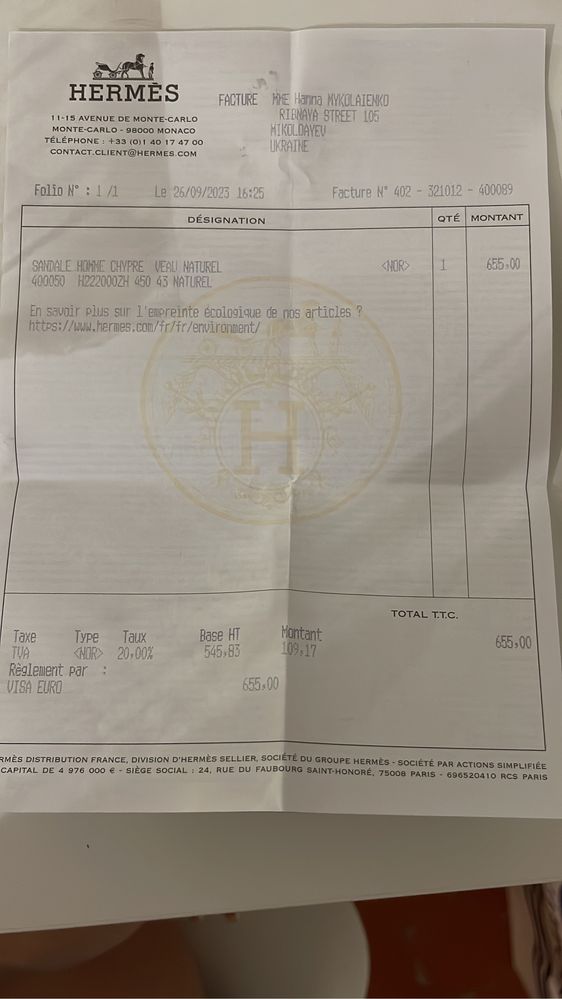 HERMÈS
11-15 AVENUE DE MONTE-CARLO
MONTE-CARLO - 98000 MONACO
TÉLÉPHONE : +33 (0)1 40 17 47 00
CONTACT.CLIENT@HERMES.COM
FACTURE MME Hanna MYKOLAIENKO
RIBNAYA STREET 105
MIKOLDAYEV
UKRAINE
Folio N° : 1 /1 Le 26/09/2023 16:25 Facture N° 402 - 321012 - 400089
DÉSIGNATION QTÉ MONTANT
SANDALE HOMME CHYPRE VEAU NATUREL <NOR> 1 655,00
400050 H222000ZH 450 43 NATUREL
En savoir plus sur l'empreinte écologique de nos articles ?
https://www.hermes.com/fr/fr/environment/
H
TOTAL T.T.C.
655,00
Taxe Type Taux Base HT Montant
TVA <NOR> 20,00% 545,83 109,17
Règlement par :
VISA EURO 655,00
RMÈS DISTRIBUTION FRANCE, DIVISION D'HERMÈS SELLIER, SOCIÉTÉ DU GROUPE HERMÈS - SOCIÉTÉ PAR ACTIONS SIMPLIFIÉE
CAPITAL DE 4 976 000 € - SIÈGE SOCIAL : 24, RUE DU FAUBOURG SAINT-HONORÉ, 75008 PARIS - 696520410 RCS PARIS